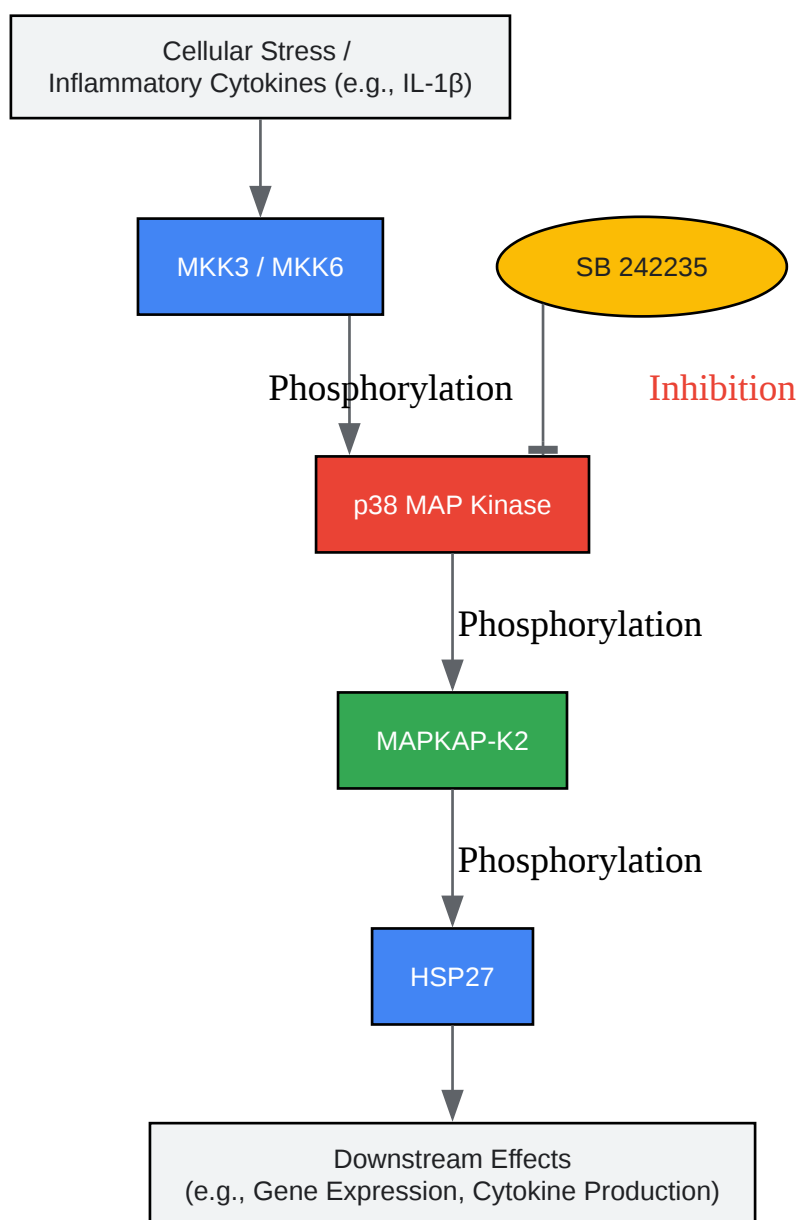 Cellular Stress /
Inflammatory Cytokines (e.g., IL-1β)
MKK3 / MKK6
SB 242235
Phosphorylation
Inhibition
p38 MAP Kinase
Phosphorylation
MAPKAP-K2
Phosphorylation
HSP27
Downstream Effects
(e.g., Gene Expression, Cytokine Production)